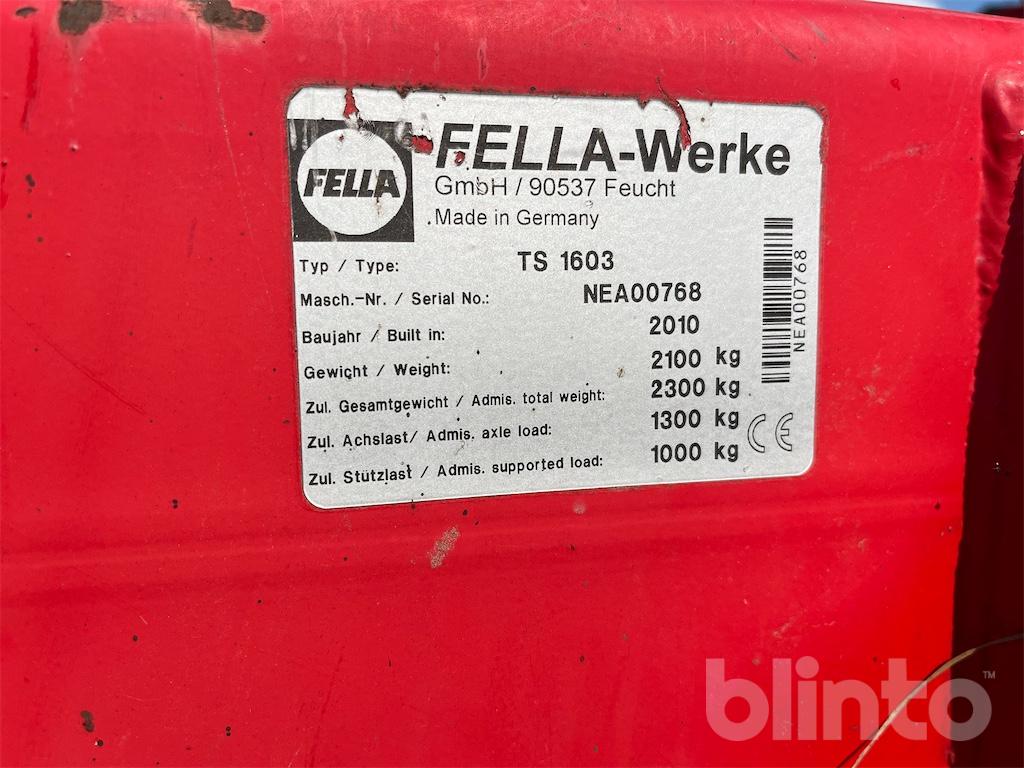 FELLA
FELLA-Werke
GmbH / 90537 Feucht
Made in Germany
Typ / Type: TS 1603
Masch.-Nr. / Serial No.: NEA00768
Baujahr / Built in: 2010
Gewicht / Weight: 2100 kg
Zul. Gesamtgewicht / Admis. total weight: 2300 kg
Zul. Achslast/ Admis. axle load: 1300 kg
Zul. Stützlast / Admis. supported load: 1000 kg
CE
NEA00768
blinto™